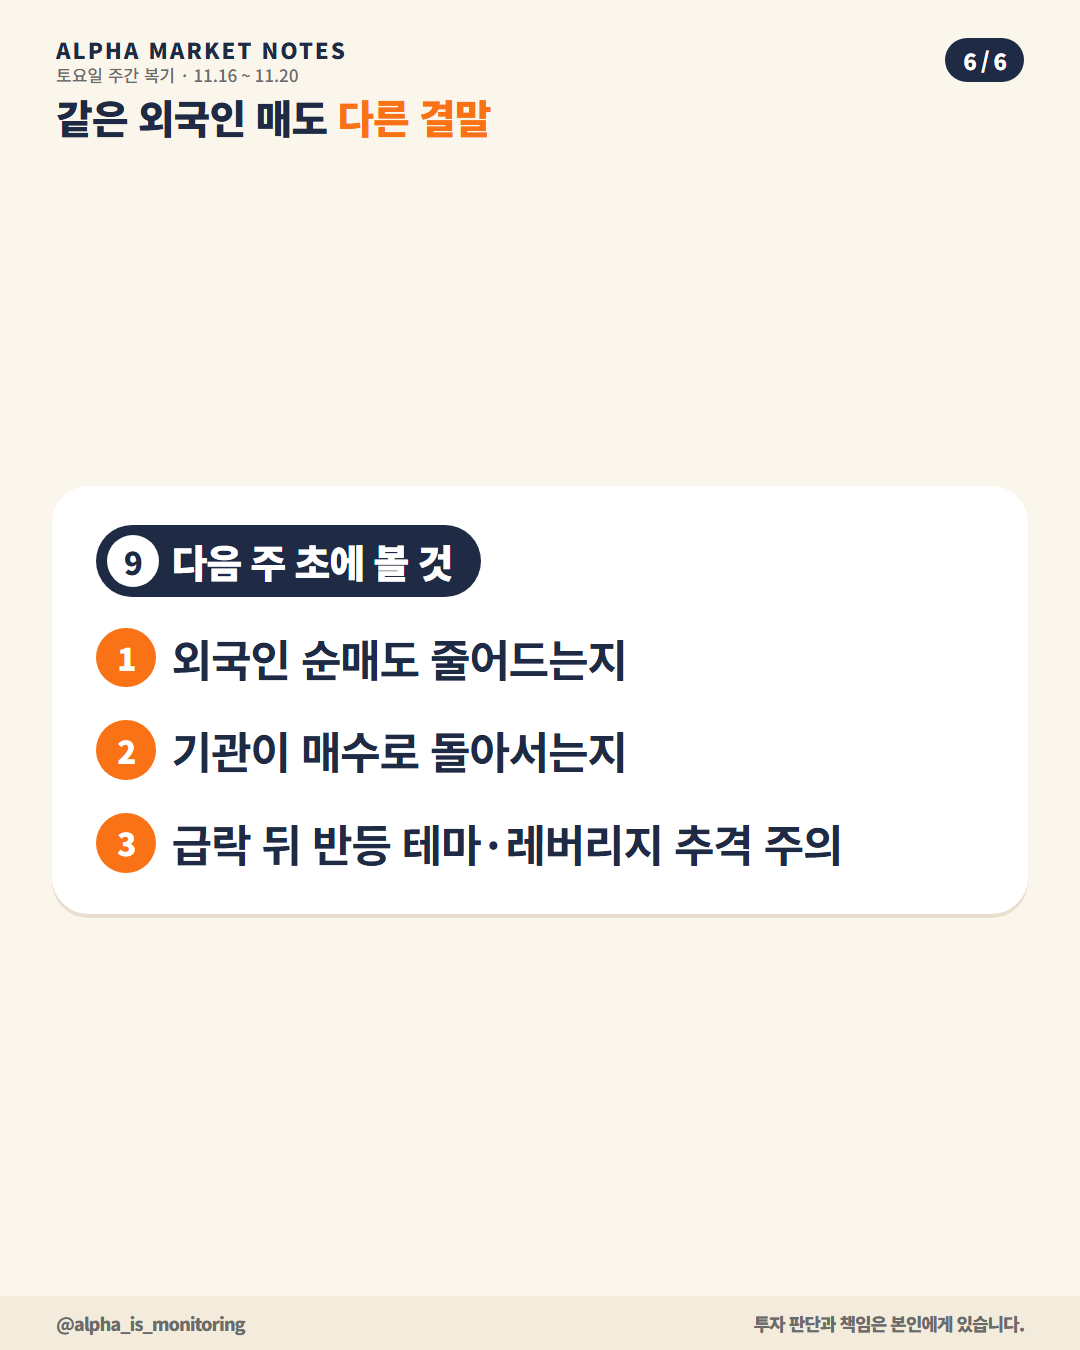 ALPHA MARKET NOTES
토요일 주간 복기 · 11.16 ~ 11.20
같은 외국인 매도 다른 결말
6 / 6
9 다음 주 초에 볼 것
1 외국인 순매도 줄어드는지
2 기관이 매수로 돌아서는지
3 급락 뒤 반등 테마·레버리지 추격 주의
@alpha_is_monitoring
투자 판단과 책임은 본인에게 있습니다.